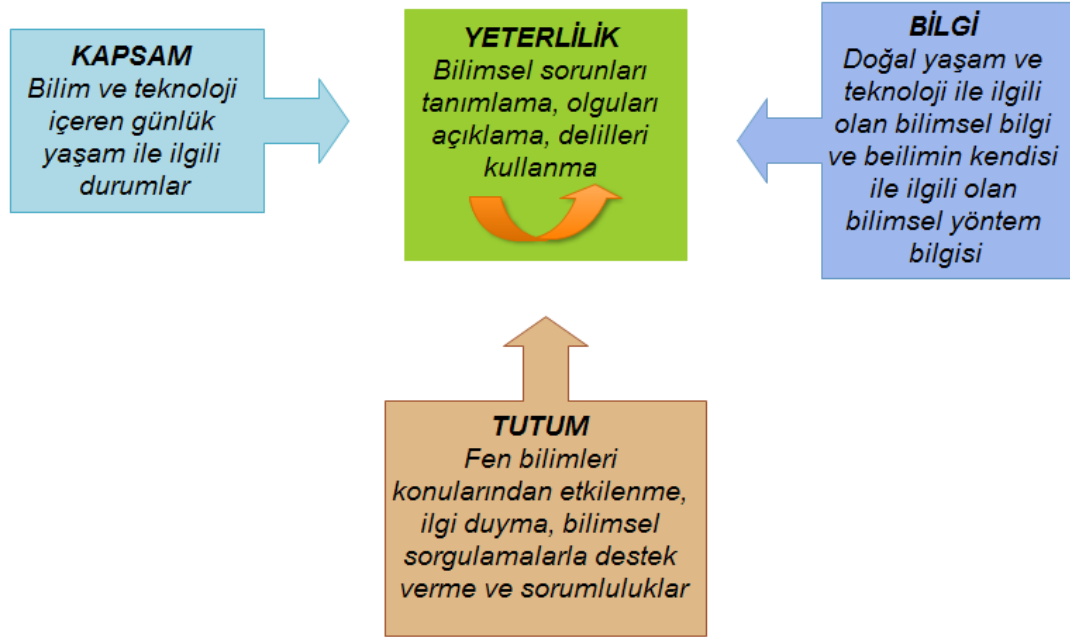 KAPSAM
Bilim ve teknoloji
içeren günlük
yaşam ile ilgili
durumlar
YETERLİLİK
Bilimsel sorunları
tanımlama, olguları
açıklama, delilleri
kullanma
BİLGİ
Doğal yaşam ve
teknoloji ile ilgili
olan bilimsel bilgi
ve beilimin kendisi
ile ilgili olan
bilimsel yöntem
bilgisi
TUTUM
Fen bilimleri
konularından etkilenme,
ilgi duyma, bilimsel
sorgulamalarla destek
verme ve sorumluluklar